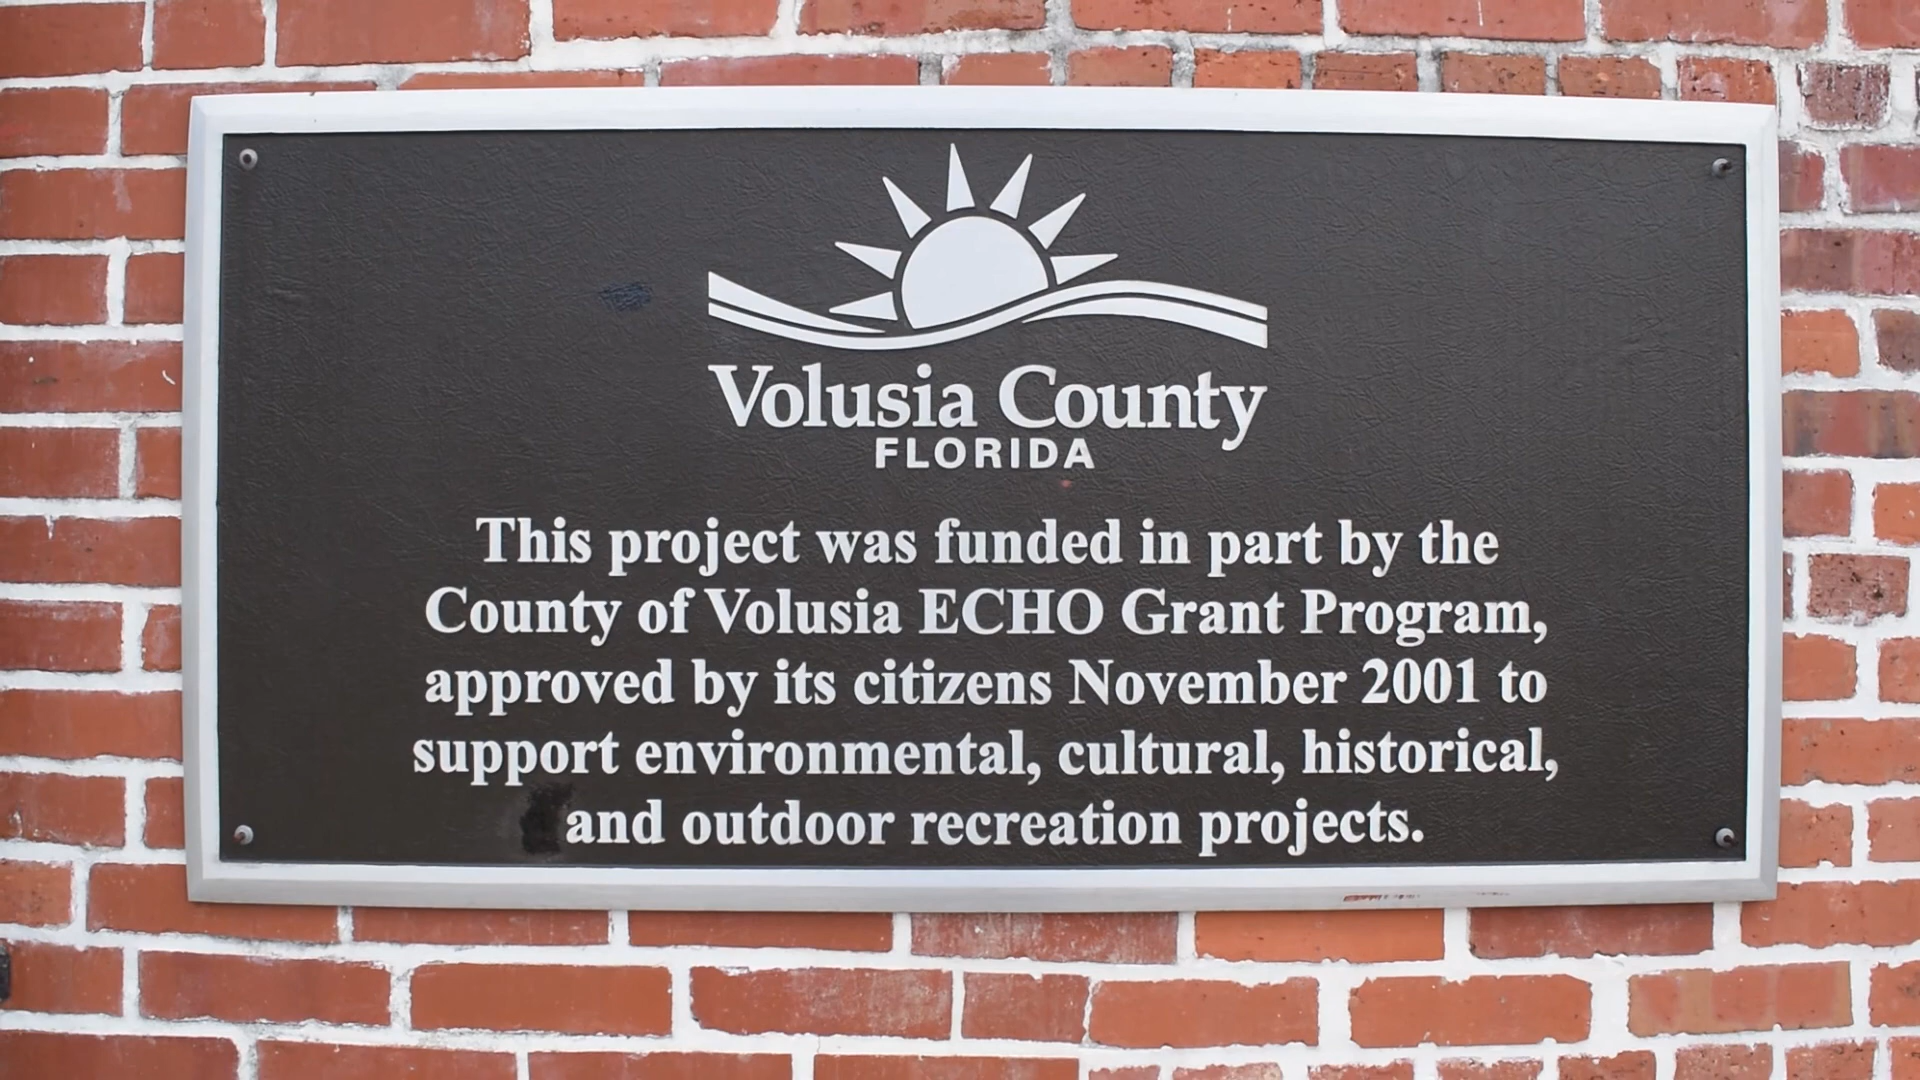 Volusia County
FLORIDA
This project was funded in part by the
County of Volusia ECHO Grant Program,
approved by its citizens November 2001 to
support environmental, cultural, historical,
and outdoor recreation projects.